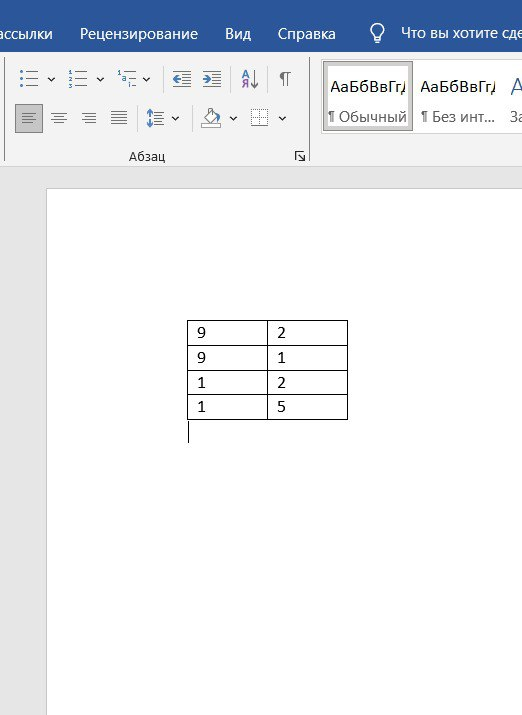 ассылки Рецензирование Вид Справка Что вы хотите сде
АаБбВвГгД АаБбВвГгД А
¶ Обычный ¶ Без инт... За
Абзац
9 2
9 1
1 2
1 5